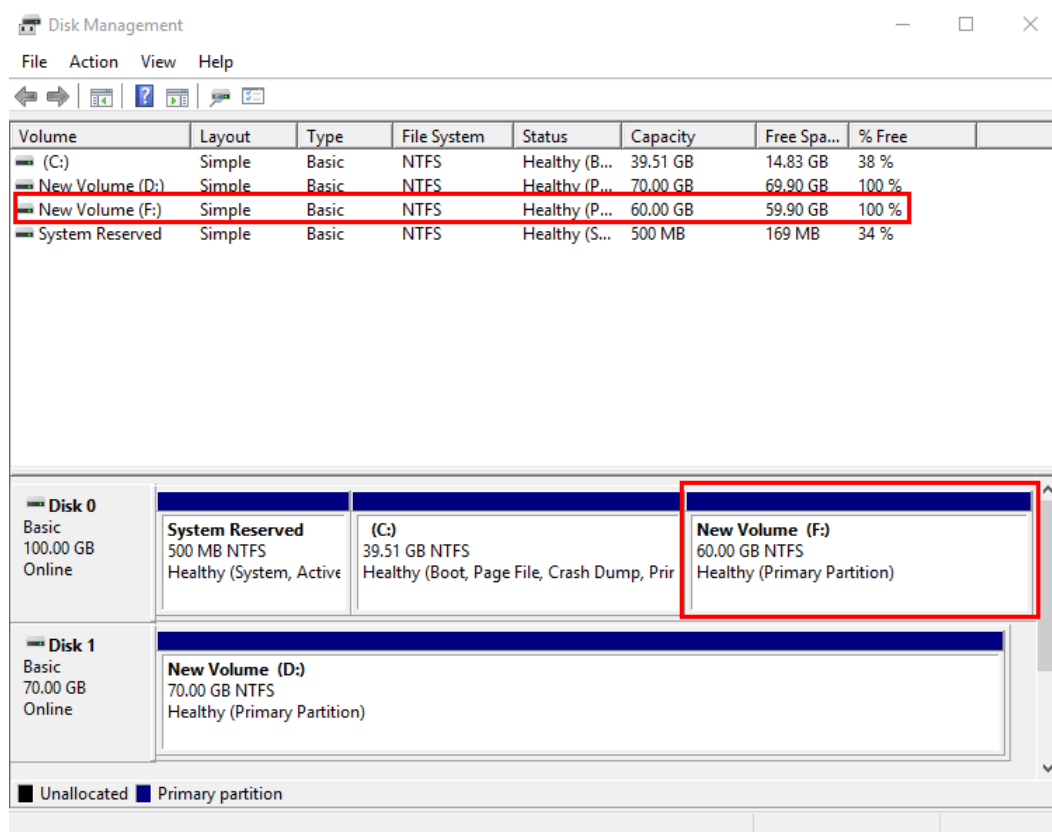 Disk Management
File Action View Help
Volume Layout Type File System Status Capacity Free Spa... % Free
(C:) Simple Basic NTFS Healthy (B... 39.51 GB 14.83 GB 38 %
New Volume (D:) Simple Basic NTFS Healthy (P... 70.00 GB 69.90 GB 100 %
New Volume (F:) Simple Basic NTFS Healthy (P... 60.00 GB 59.90 GB 100 %
System Reserved Simple Basic NTFS Healthy (S... 500 MB 169 MB 34 %
Disk 0
Basic
100.00 GB
Online
System Reserved
500 MB NTFS
Healthy (System, Active
(C:)
39.51 GB NTFS
Healthy (Boot, Page File, Crash Dump, Prir
New Volume (F:)
60.00 GB NTFS
Healthy (Primary Partition)
Disk 1
Basic
70.00 GB
Online
New Volume (D:)
70.00 GB NTFS
Healthy (Primary Partition)
Unallocated Primary partition